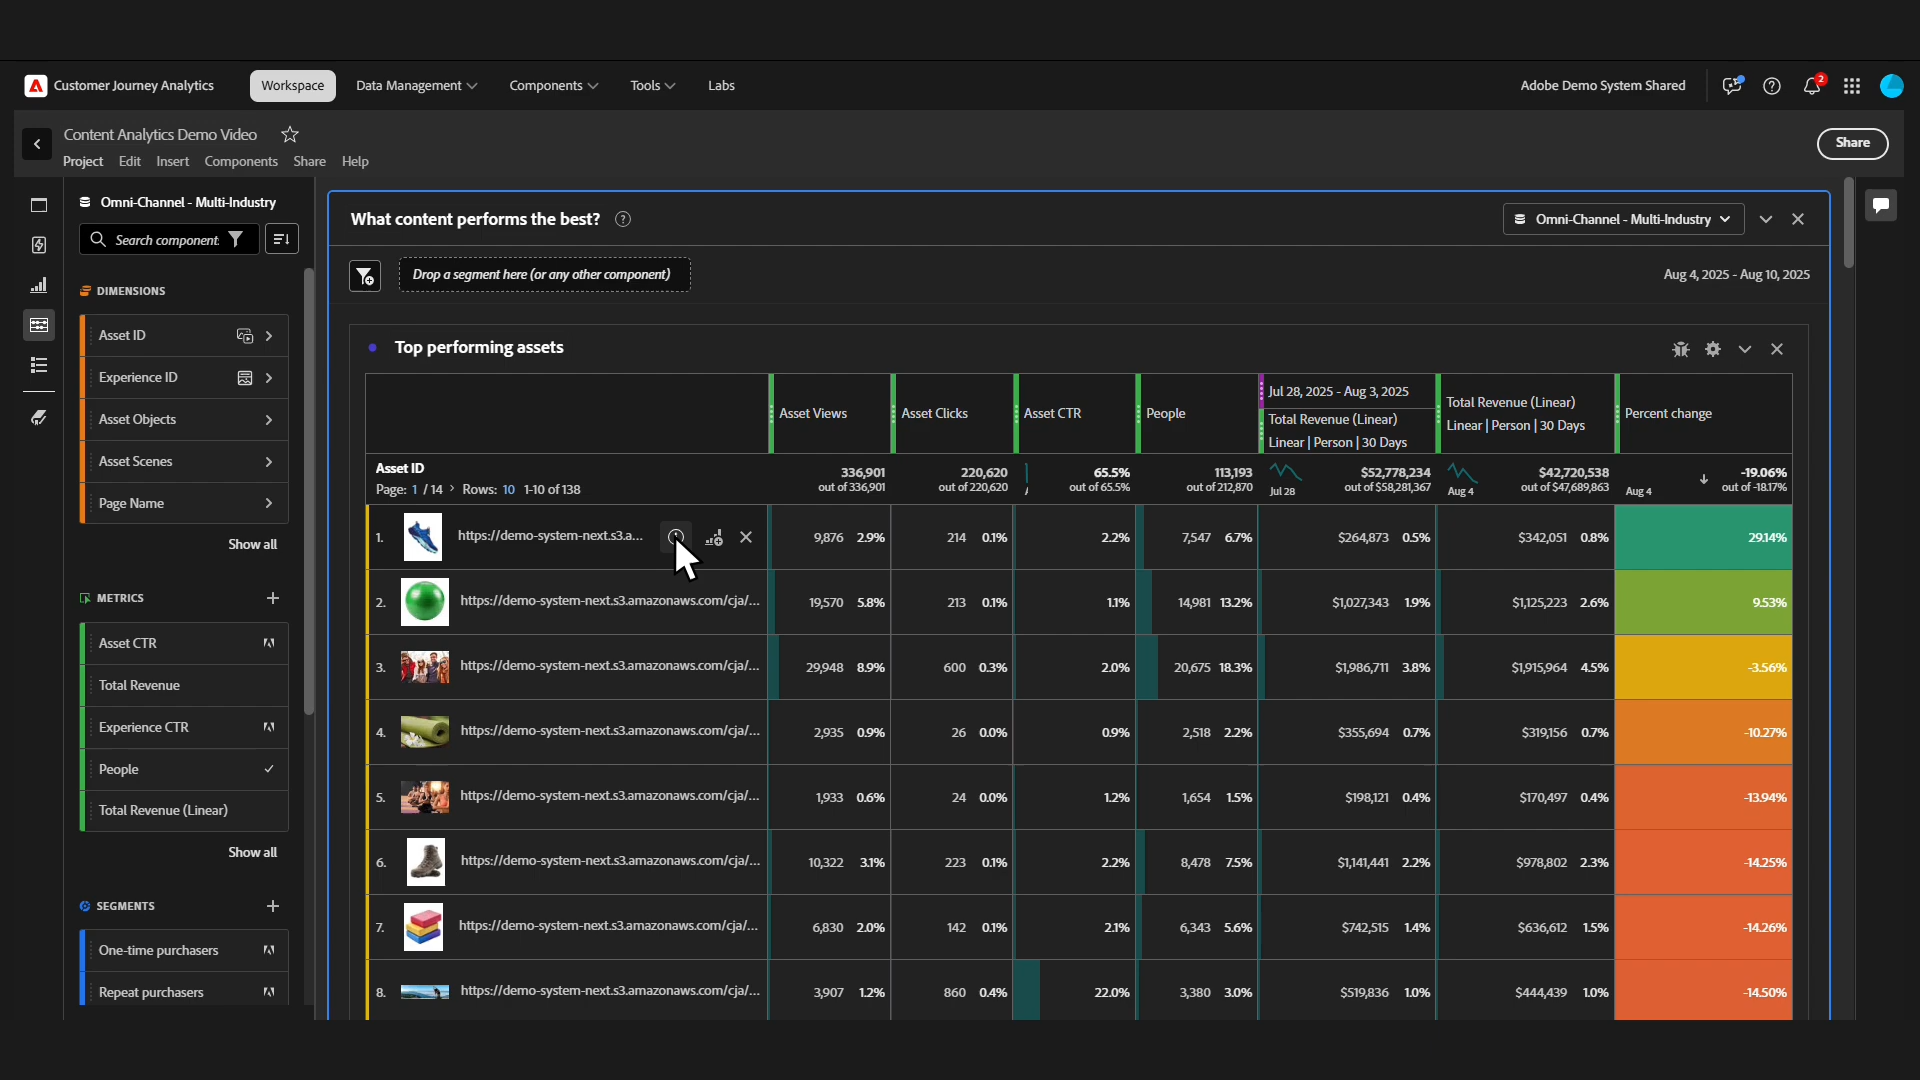 Customer Journey Analytics
Workspace
Data Management
Components
Tools
Labs
Adobe Demo System Shared
2
Content Analytics Demo Video
Share
Project Edit Insert Components Share Help
Omni-Channel - Multi-Industry
Search component
DIMENSIONS
Asset ID
Experience ID
Asset Objects
Asset Scenes
Page Name
Show all
METRICS
Asset CTR
Total Revenue
Experience CTR
People
Total Revenue (Linear)
Show all
SEGMENTS
One-time purchasers
Repeat purchasers
What content performs the best?
Omni-Channel - Multi-Industry
Drop a segment here (or any other component)
Aug 4, 2025 - Aug 10, 2025
Top performing assets
Asset Views
Asset Clicks
Asset CTR
People
Jul 28, 2025 - Aug 3, 2025
Total Revenue (Linear)
Linear | Person | 30 Days
Total Revenue (Linear)
Linear | Person | 30 Days
Percent change
Asset ID
Page: 1 / 14 > Rows: 10 1-10 of 138
336,901
out of 336,901
220,620
out of 220,620
65.5%
out of 65.5%
113,193
out of 212,870
Jul 28
$52,778,234
out of $58,281,367
Aug 4
$42,720,538
out of $47,689,863
Aug 4
-19.06%
out of -18.17%
1. https://demo-system-next.s3.a... 9,876 2.9% 214 0.1% 2.2% 7,547 6.7% $264,873 0.5% $342,051 0.8% 29.14%
2. https://demo-system-next.s3.amazonaws.com/cja/... 19,570 5.8% 213 0.1% 1.1% 14,981 13.2% $1,027,343 1.9% $1,125,223 2.6% 9.53%
3. https://demo-system-next.s3.amazonaws.com/cja/... 29,948 8.9% 600 0.3% 2.0% 20,675 18.3% $1,986,711 3.8% $1,915,964 4.5% -3.56%
4. https://demo-system-next.s3.amazonaws.com/cja/... 2,935 0.9% 26 0.0% 0.9% 2,518 2.2% $355,694 0.7% $319,156 0.7% -10.27%
5. https://demo-system-next.s3.amazonaws.com/cja/... 1,933 0.6% 24 0.0% 1.2% 1,654 1.5% $198,121 0.4% $170,497 0.4% -13.94%
6. https://demo-system-next.s3.amazonaws.com/cja/... 10,322 3.1% 223 0.1% 2.2% 8,478 7.5% $1,141,441 2.2% $978,802 2.3% -14.25%
7. https://demo-system-next.s3.amazonaws.com/cja/... 6,830 2.0% 142 0.1% 2.1% 6,343 5.6% $742,515 1.4% $636,612 1.5% -14.26%
8. https://demo-system-next.s3.amazonaws.com/cja/... 3,907 1.2% 860 0.4% 22.0% 3,380 3.0% $519,836 1.0% $444,439 1.0% -14.50%